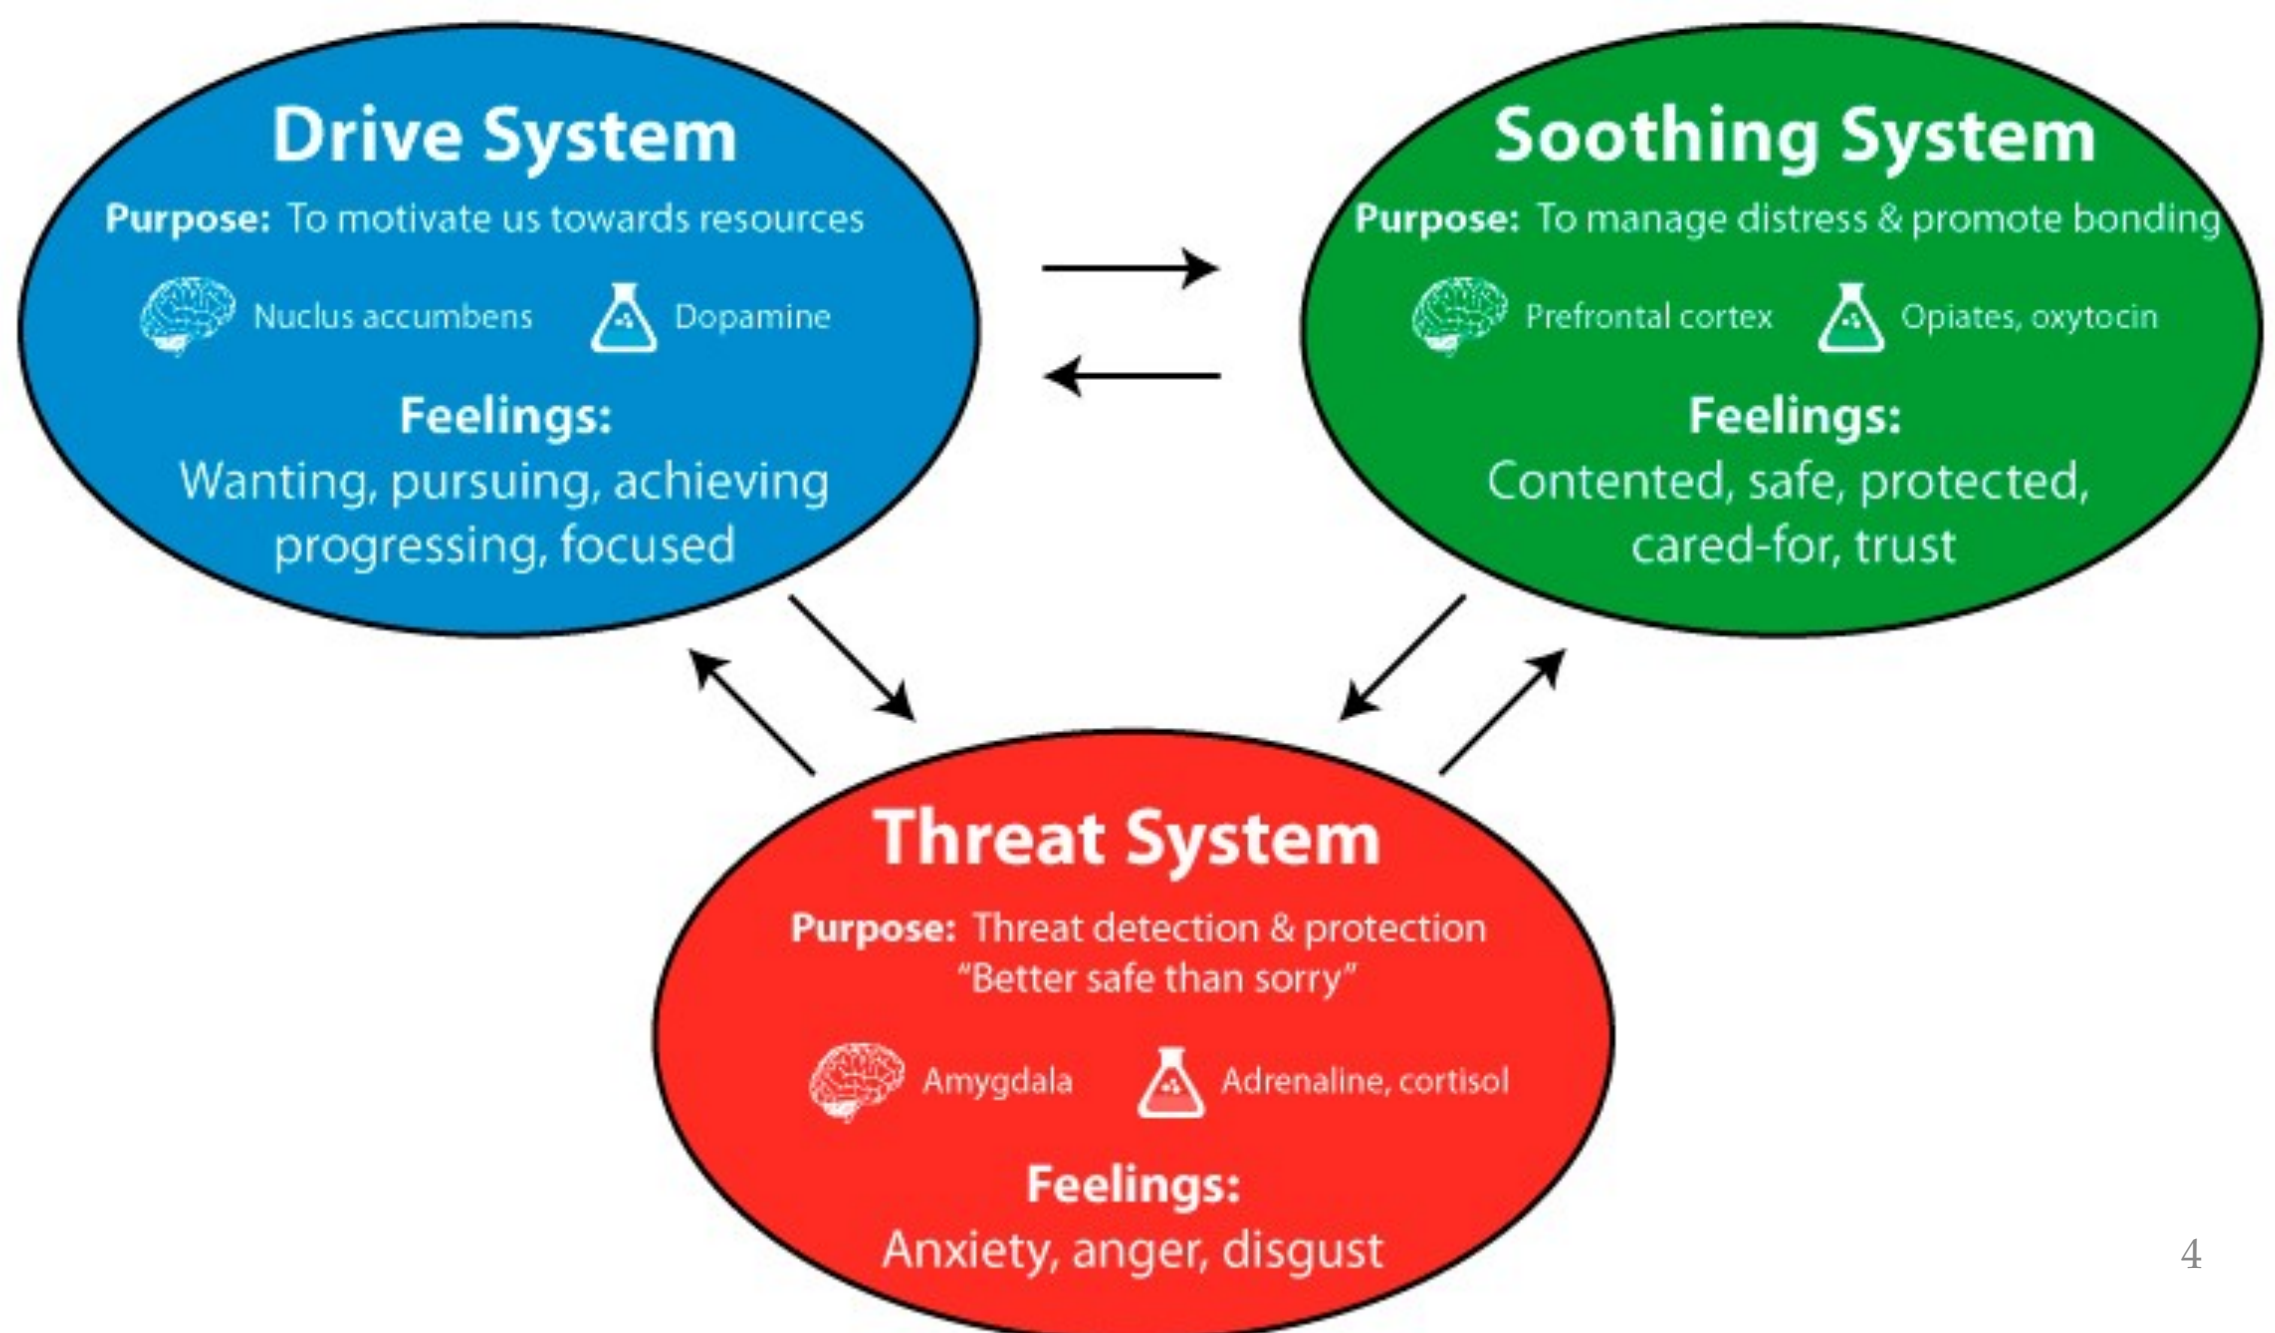 Drive System
Purpose: To motivate us towards resources
Nuclus accumbens
Dopamine
Feelings:
Wanting, pursuing, achieving
progressing, focused
Soothing System
Purpose: To manage distress & promote bonding
Prefrontal cortex
Opiates, oxytocin
Feelings:
Contented, safe, protected,
cared-for, trust
Threat System
Purpose: Threat detection & protection
“Better safe than sorry”
Amygdala
Adrenaline, cortisol
Feelings:
Anxiety, anger, disgust
4